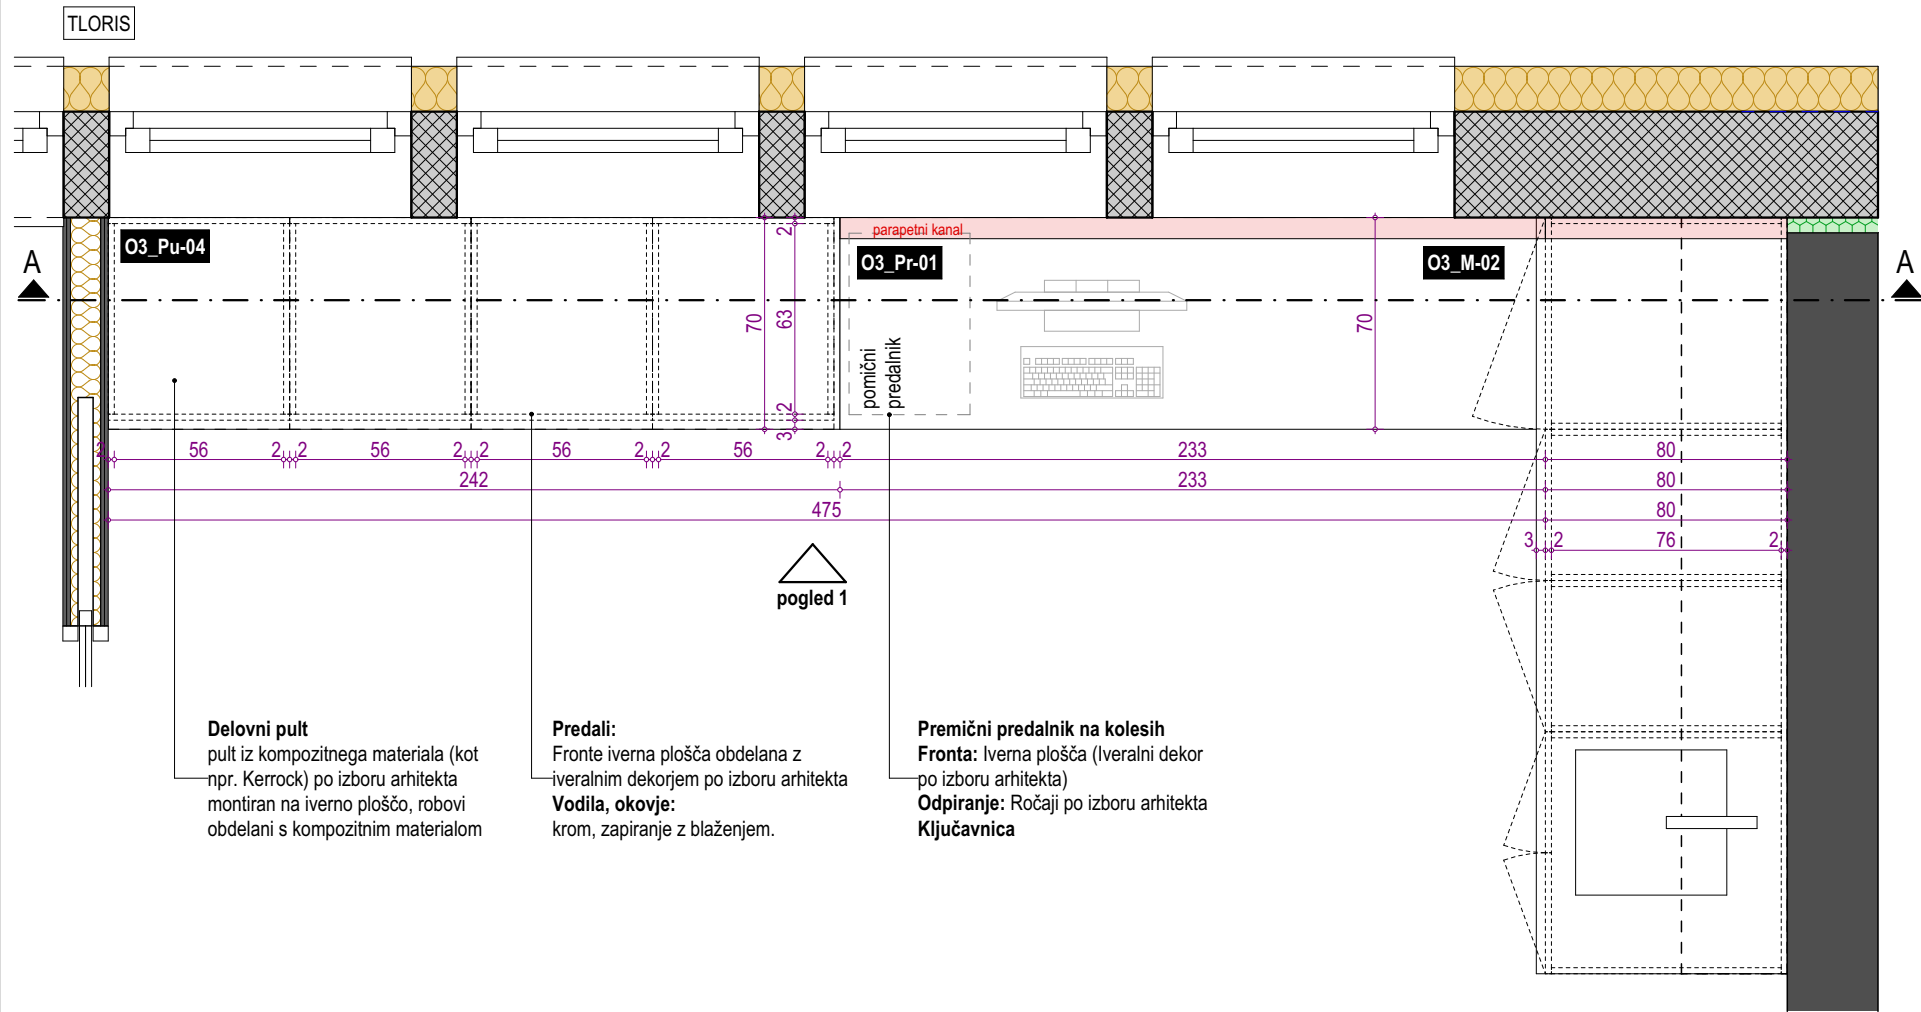 TLORIS
O3_Pu-04
parapetni kanal
O3_Pr-01
O3_M-02
A
A
2
70
63
70
pomični
predalnik
2
3
2
56
2
2
56
2
2
56
2
2
56
2
2
233
80
242
233
80
475
80
3
2
76
2
pogled 1
Delovni pult
pult iz kompozitnega materiala (kot
npr. Kerrock) po izboru arhitekta
montiran na iverno ploščo, robovi
obdelani s kompozitnim materialom
Predali:
Fronte iverna plošča obdelana z
iveralnim dekorjem po izboru arhitekta
Vodila, okovje:
krom, zapiranje z blaženjem.
Premični predalnik na kolesih
Fronta: Iverna plošča (Iveralni dekor
po izboru arhitekta)
Odpiranje: Ročaji po izboru arhitekta
Ključavnica